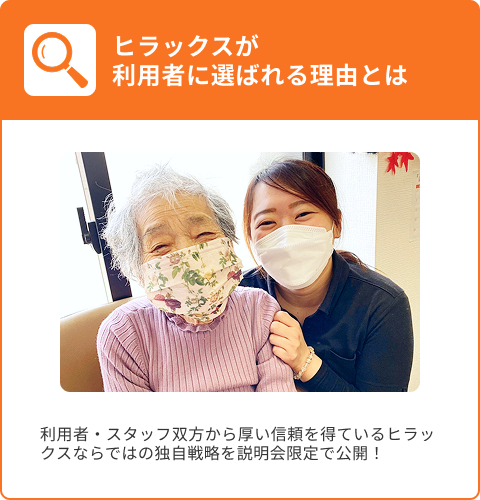 ヒラックスが
利用者に選ばれる理由とは
利用者・スタッフ双方から厚い信頼を得ているヒラッ
クスならではの独自戦略を説明会限定で公開！